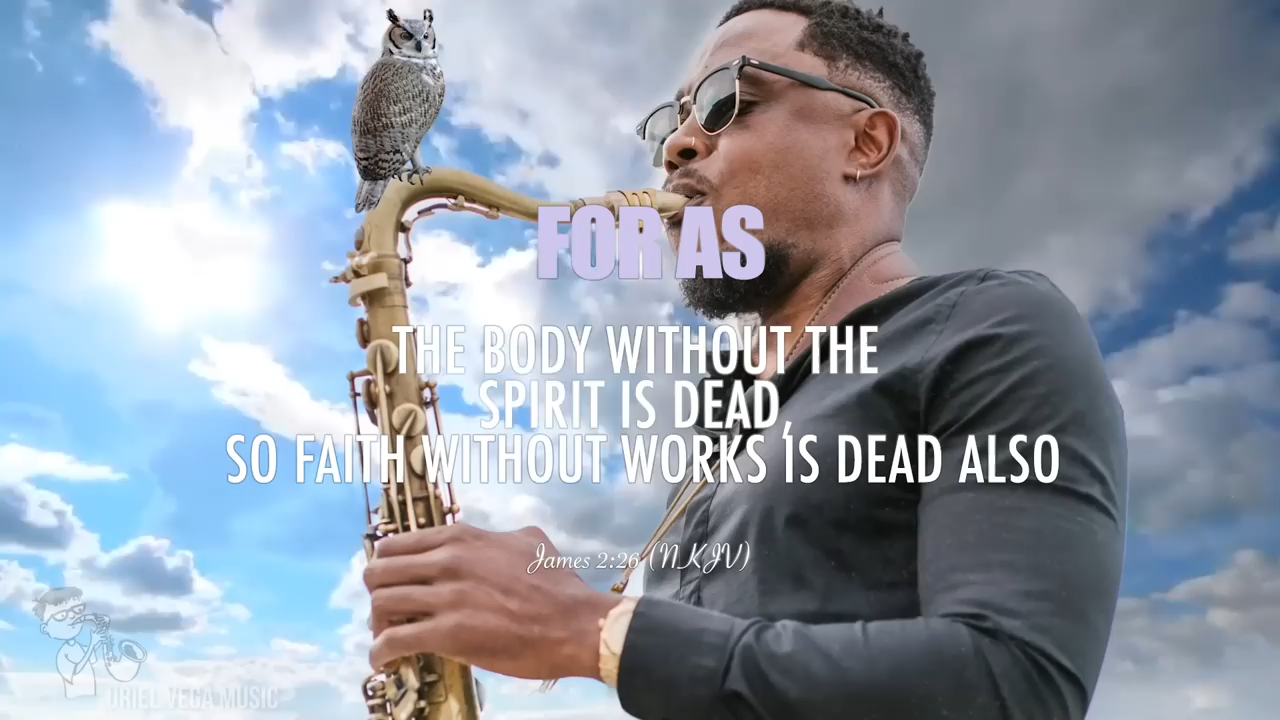 FOR AS
THE BODY WITHOUT THE
SPIRIT IS DEAD,
SO FAITH WITHOUT WORKS IS DEAD ALSO
James 2:26 (NKJV)
URIEL VEGA MUSIC